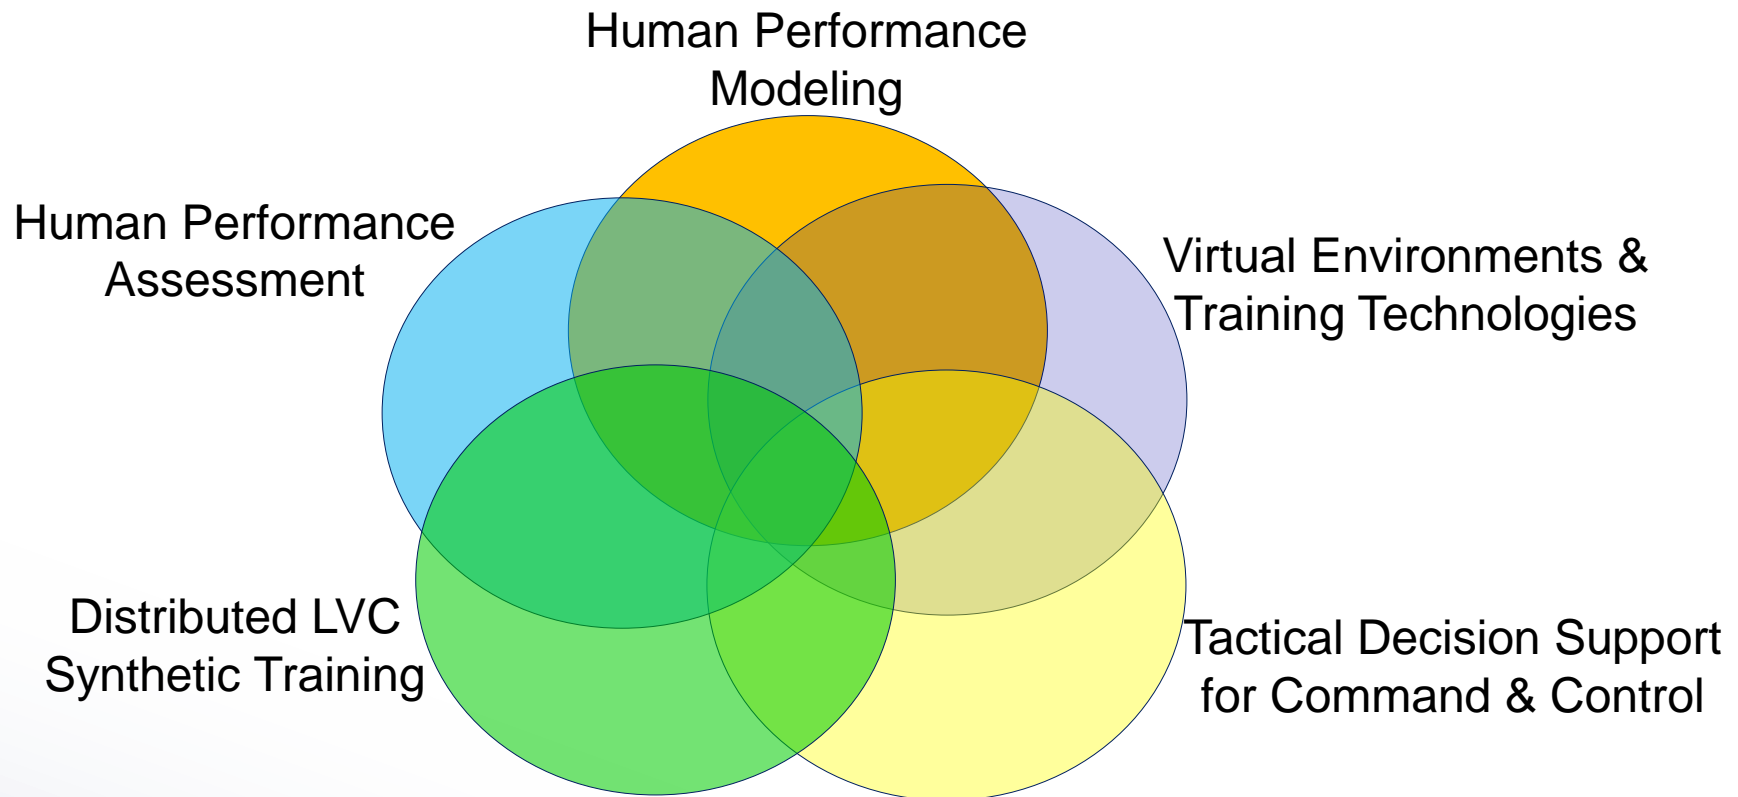 Human Performance
Modeling
Human Performance
Assessment
Virtual Environments &
Training Technologies
Distributed LVC
Synthetic Training
Tactical Decision Support
for Command & Control